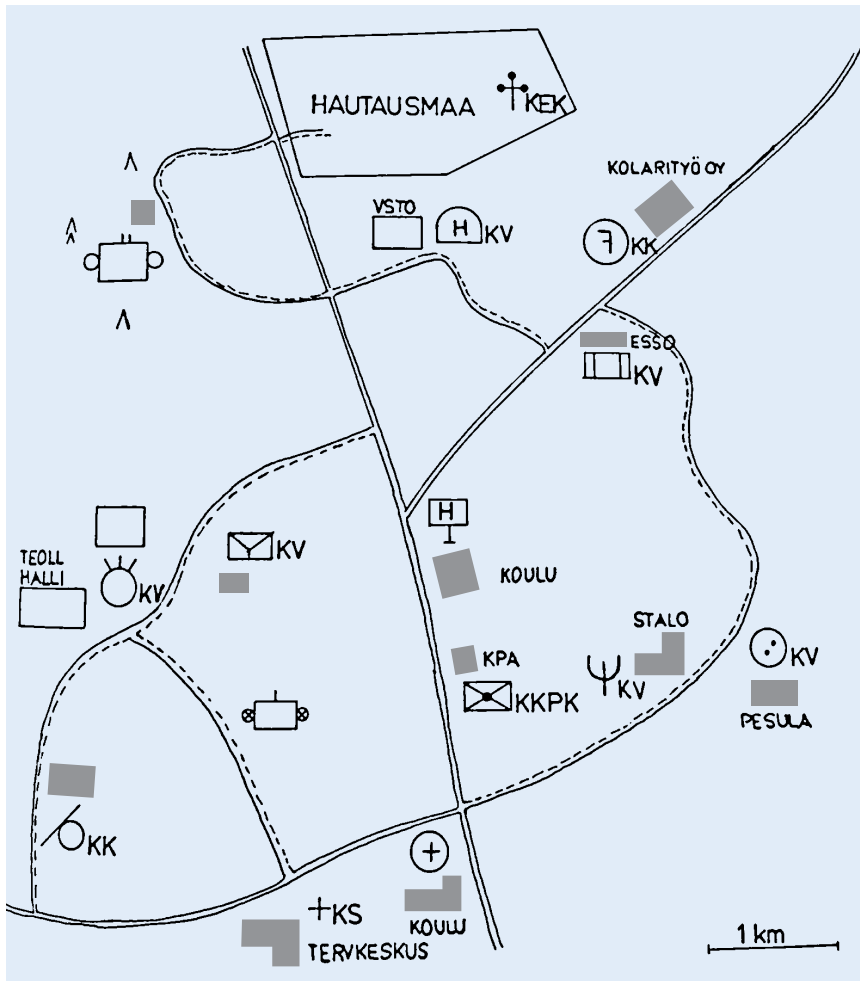 HAUTAUSMAA
KEK
KOLARITYÖ OY
VSTO
H KV
7 KK
ESSO
KV
H
TEOLL
HALLI
KV
KV
KOULU
STALO
KPA
KV
KV
KKPK
PESULA
KK
KS
KOULU
TERVKESKUS
1 km